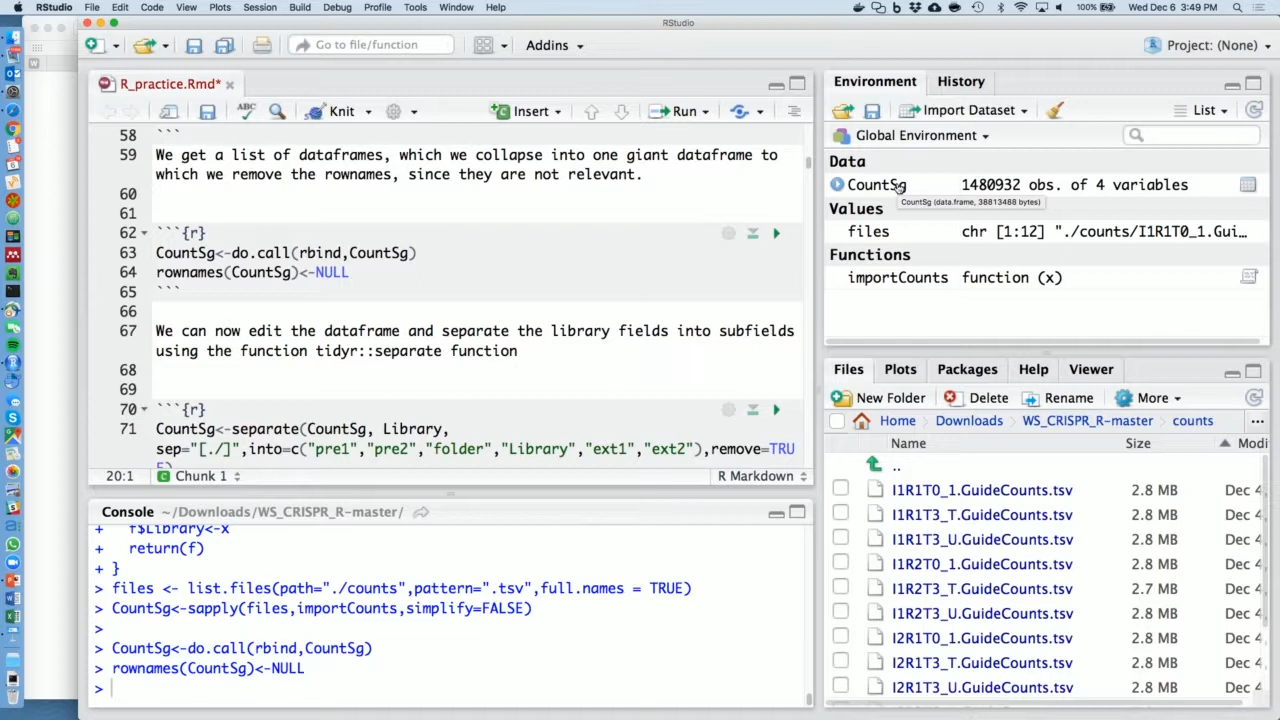 RStudio File Edit Code View Plots Session Build Debug Profile Tools Window Help 100% Wed Dec 6 3:49 PM
RStudio
Go to file/function Addins Project: (None)
R_practice.Rmd*
ABC Knit Insert Run
58 ```
59 We get a list of dataframes, which we collapse into one giant dataframe to
which we remove the rownames, since they are not relevant.
60
61
62 ```{r}
63 CountSg<-do.call(rbind,CountSg)
64 rownames(CountSg)<-NULL
65 ```
66
67 We can now edit the dataframe and separate the library fields into subfields
using the function tidyr::separate function
68
69
70 ```{r}
71 CountSg<-separate(CountSg, Library,
sep="[./]",into=c("pre1","pre2","folder","Library","ext1","ext2"),remove=TRU
E)
20:1 Chunk 1 R Markdown
Console ~/Downloads/WS_CRISPR_R-master/
+ f$Library<-x
+ return(f)
+ }
> files <- list.files(path="./counts",pattern=".tsv",full.names = TRUE)
> CountSg<-sapply(files,importCounts,simplify=FALSE)
>
> CountSg<-do.call(rbind,CountSg)
> rownames(CountSg)<-NULL
>
Environment History
Import Dataset List
Global Environment
Data
CountSg 1480932 obs. of 4 variables
CountSg (data.frame, 38813488 bytes)
Values
files chr [1:12] "./counts/I1R1T0_1.Gui…
Functions
importCounts function (x)
Files Plots Packages Help Viewer
New Folder Delete Rename More
Home Downloads WS_CRISPR_R-master counts ...
Name Size Modi
..
I1R1T0_1.GuideCounts.tsv 2.8 MB Dec 4
I1R1T3_T.GuideCounts.tsv 2.8 MB Dec 4
I1R1T3_U.GuideCounts.tsv 2.8 MB Dec 4
I1R2T0_1.GuideCounts.tsv 2.8 MB Dec 4
I1R2T3_T.GuideCounts.tsv 2.7 MB Dec 4
I1R2T3_U.GuideCounts.tsv 2.8 MB Dec 4
I2R1T0_1.GuideCounts.tsv 2.8 MB Dec 4
I2R1T3_T.GuideCounts.tsv 2.8 MB Dec 4
I2R1T3_U.GuideCounts.tsv 2.8 MB Dec 4